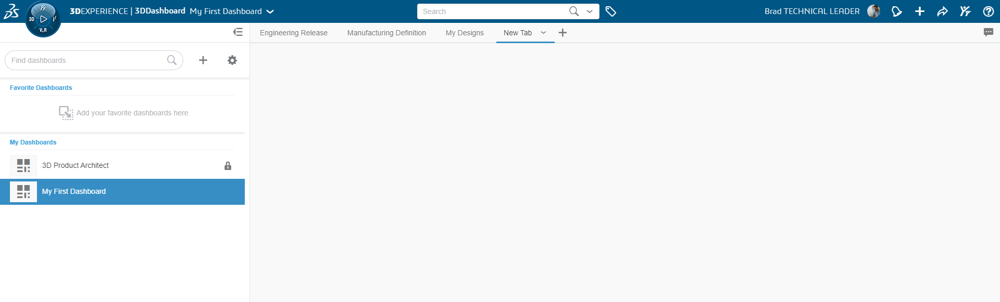 3DEXPERIENCE | 3DDashboard My First Dashboard
Search
Brad TECHNICAL LEADER
3D
V.R
Engineering Release
Manufacturing Definition
My Designs
New Tab
Find dashboards
Favorite Dashboards
Add your favorite dashboards here
My Dashboards
3D Product Architect
My First Dashboard